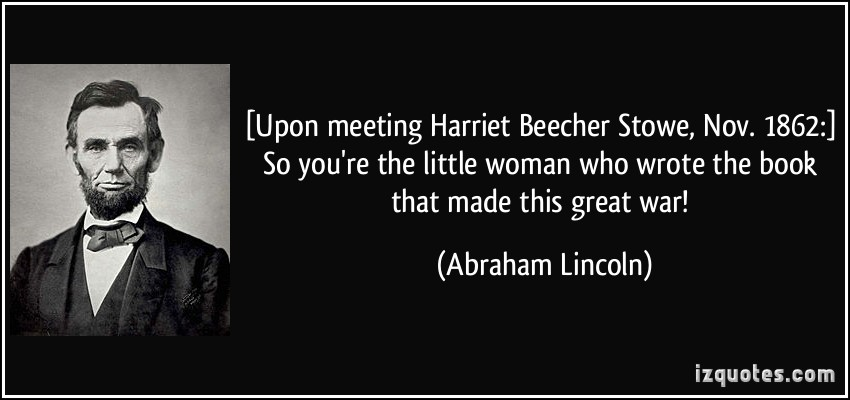 [Upon meeting Harriet Beecher Stowe, Nov. 1862:]
So you're the little woman who wrote the book
that made this great war!
(Abraham Lincoln)
izquotes.com